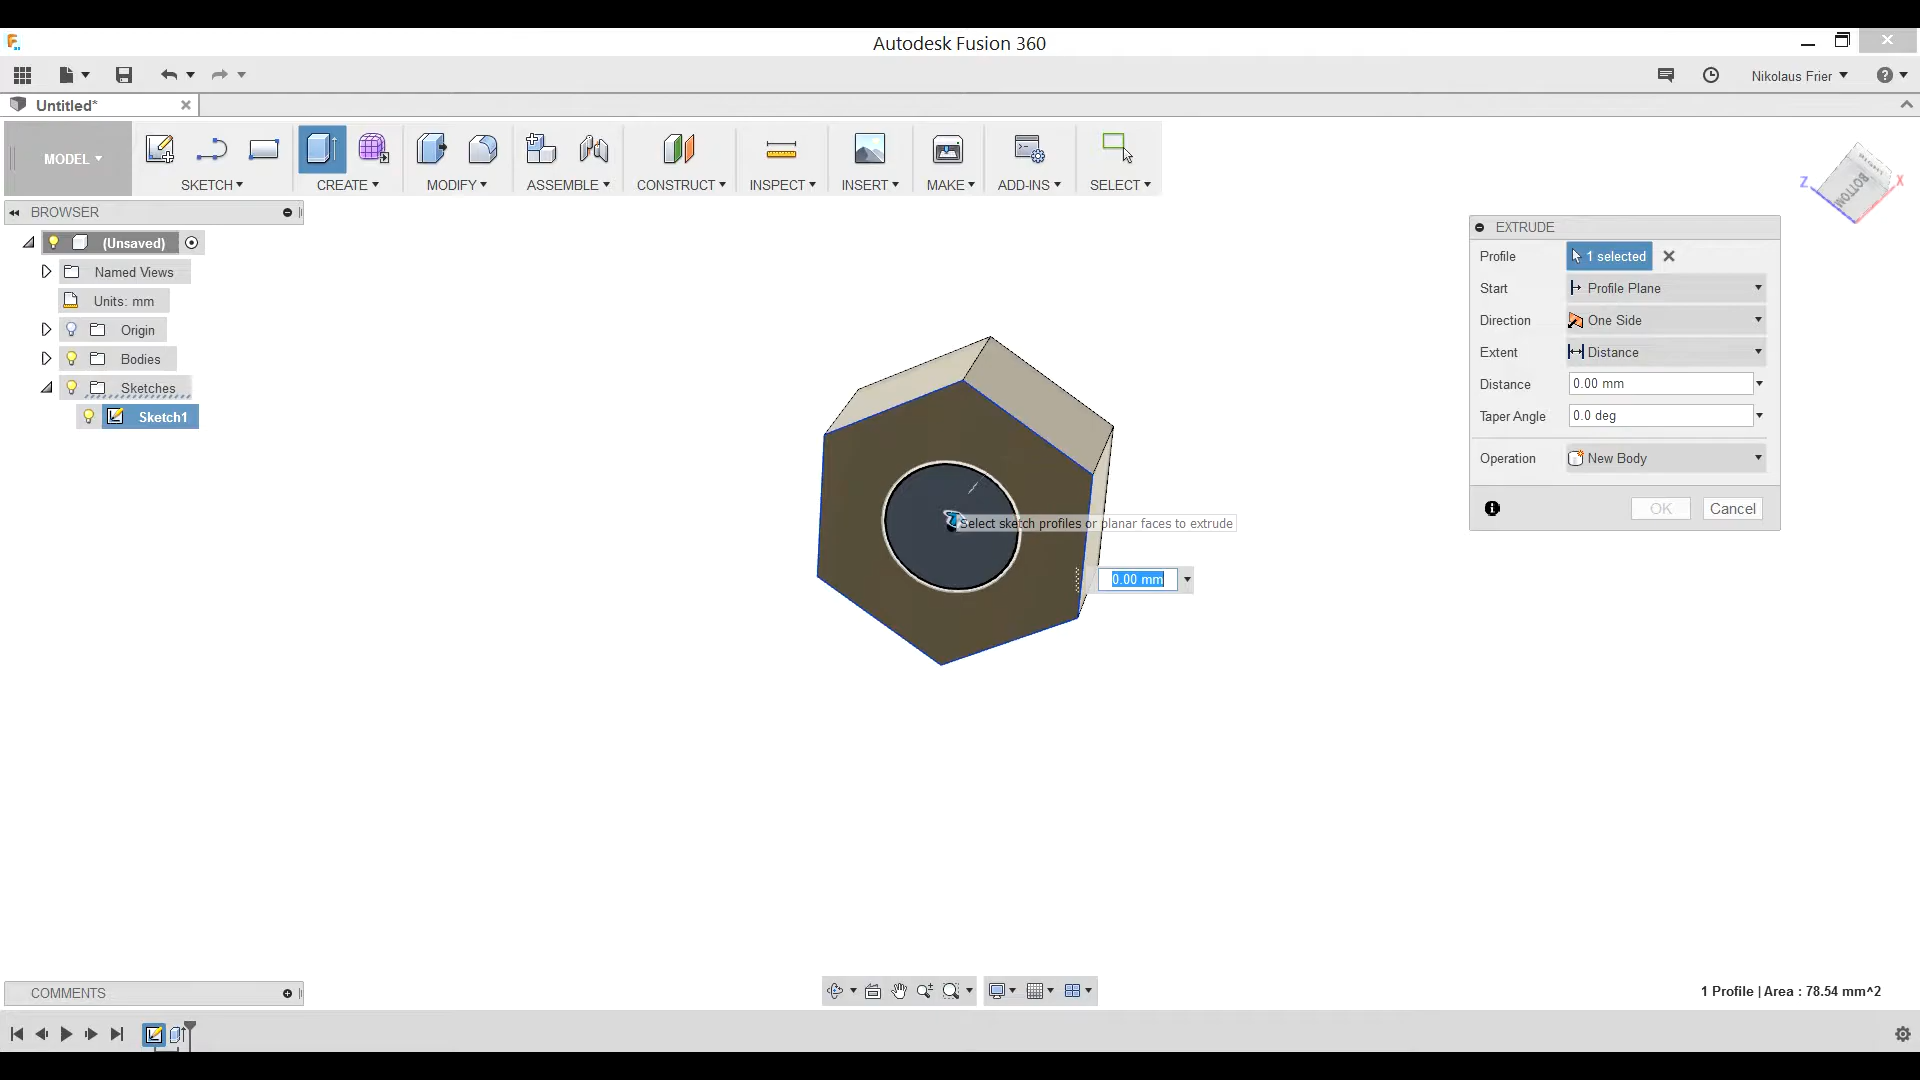 Autodesk Fusion 360
Nikolaus Frier
Untitled*
MODEL
SKETCH
CREATE
MODIFY
ASSEMBLE
CONSTRUCT
INSPECT
INSERT
MAKE
ADD-INS
SELECT
BROWSER
(Unsaved)
Named Views
Units: mm
Origin
Bodies
Sketches
Sketch1
Z
X
BOTTOM
EXTRUDE
Profile 1 selected
Start Profile Plane
Direction One Side
Extent Distance
Distance 0.00 mm
Taper Angle 0.0 deg
Operation New Body
OK Cancel
Select sketch profiles or planar faces to extrude
0.00 mm
COMMENTS
1 Profile | Area : 78.54 mm^2